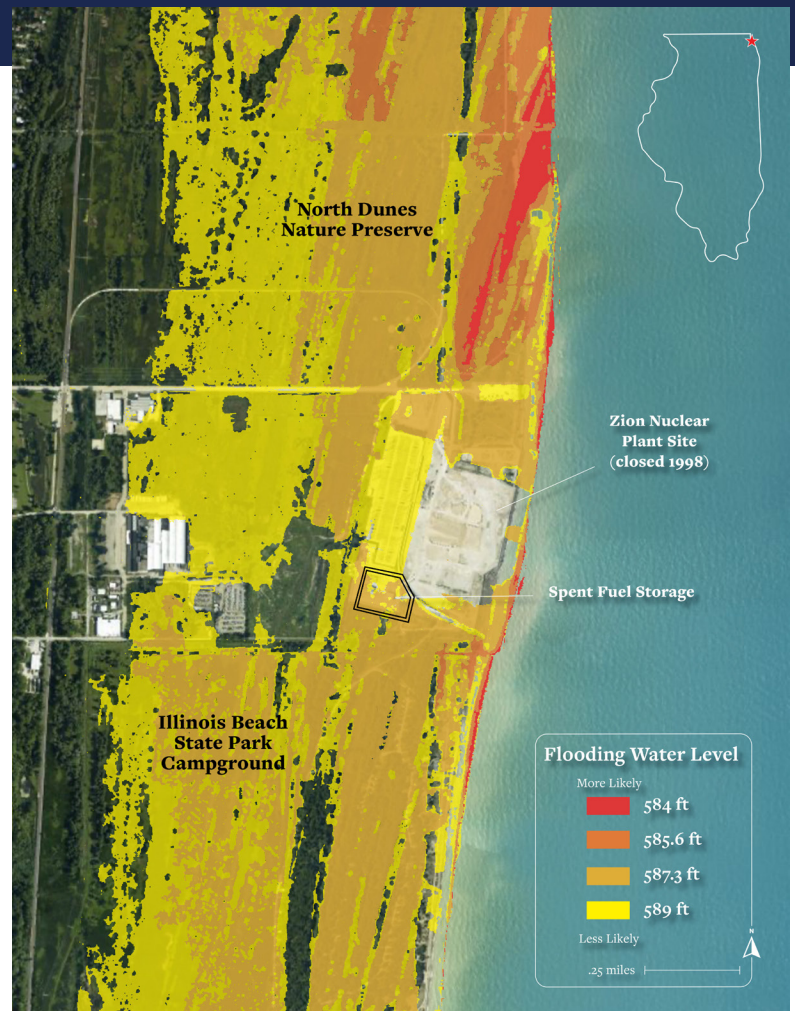 North Dunes
Nature Preserve
Zion Nuclear
Plant Site
(closed 1998)
Spent Fuel Storage
Illinois Beach
State Park
Campground
Flooding Water Level
More Likely
584 ft
585.6 ft
587.3 ft
589 ft
Less Likely
N
.25 miles